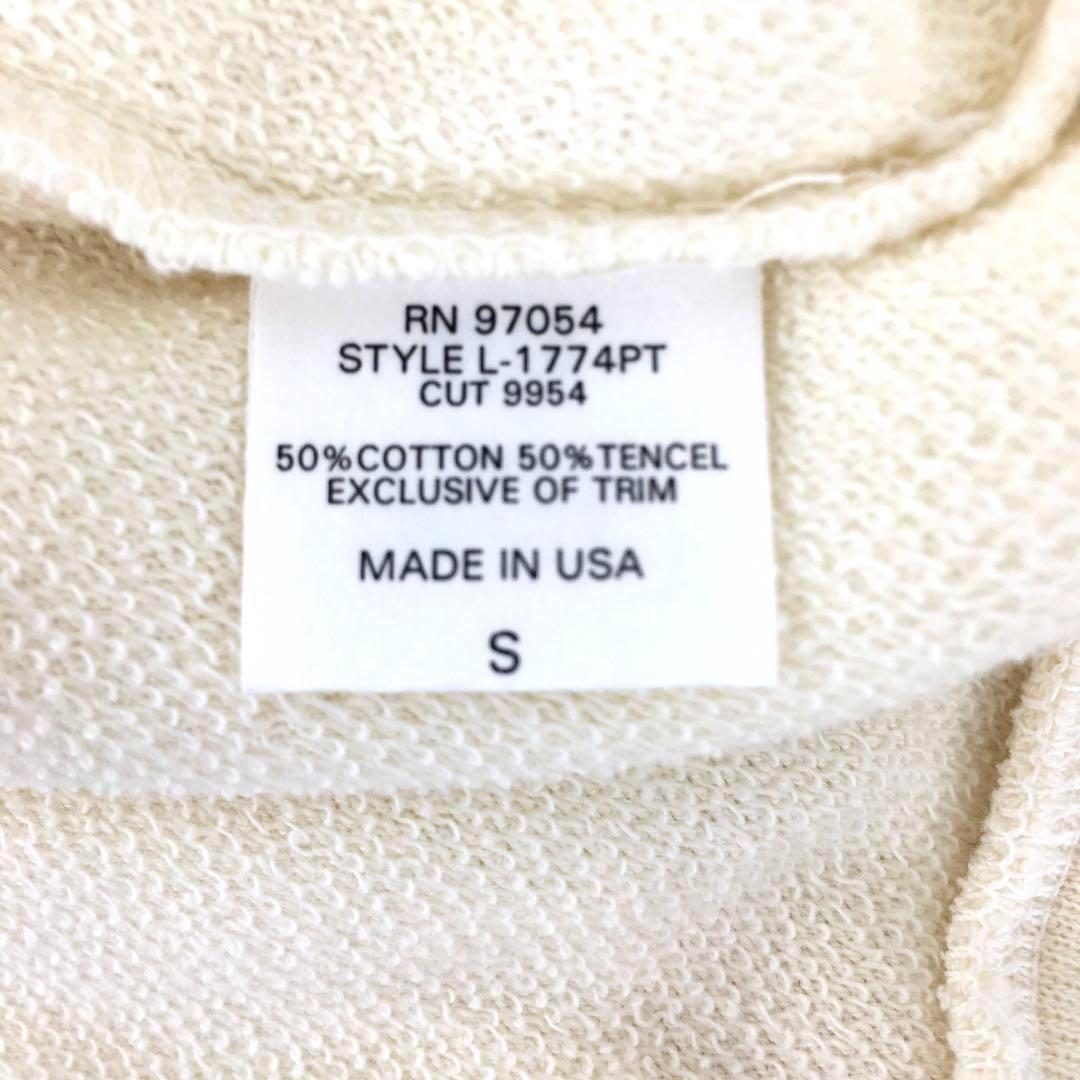 RN 97054
STYLE L-1774PT
CUT 9954
50%COTTON 50%TENCEL
EXCLUSIVE OF TRIM
MADE IN USA
S